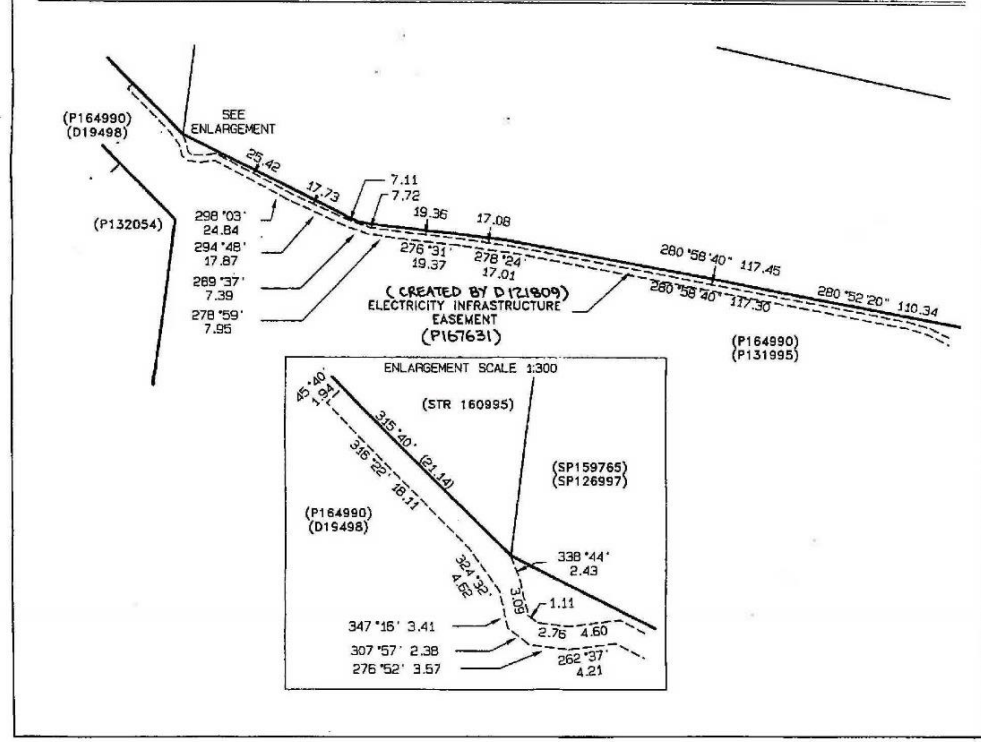 (P164990)
(D19498)
SEE
ENLARGEMENT
(P132054)
25.42
17.73
7.11
7.72
19.36
17.08
298°03'
24.84
294°48'
17.87
289°37'
7.39
278°59'
7.95
276°31'
19.37
278°24'
17.01
280°58'40" 117.45
280°58'40" 117.30
280°52'20" 110.34
(CREATED BY D121809)
ELECTRICITY INFRASTRUCTURE
EASEMENT
(P167631)
(P164990)
(P131995)
ENLARGEMENT SCALE 1:300
45°40'
1.94
(STR 160995)
315°40' (21.14)
316°22' 18.11
(SP159765)
(SP126997)
(P164990)
(D19498)
324°32'
4.62
338°44'
2.43
3.09
1.11
347°16' 3.41
2.76 4.60
307°57' 2.38
276°52' 3.57
262°37'
4.21